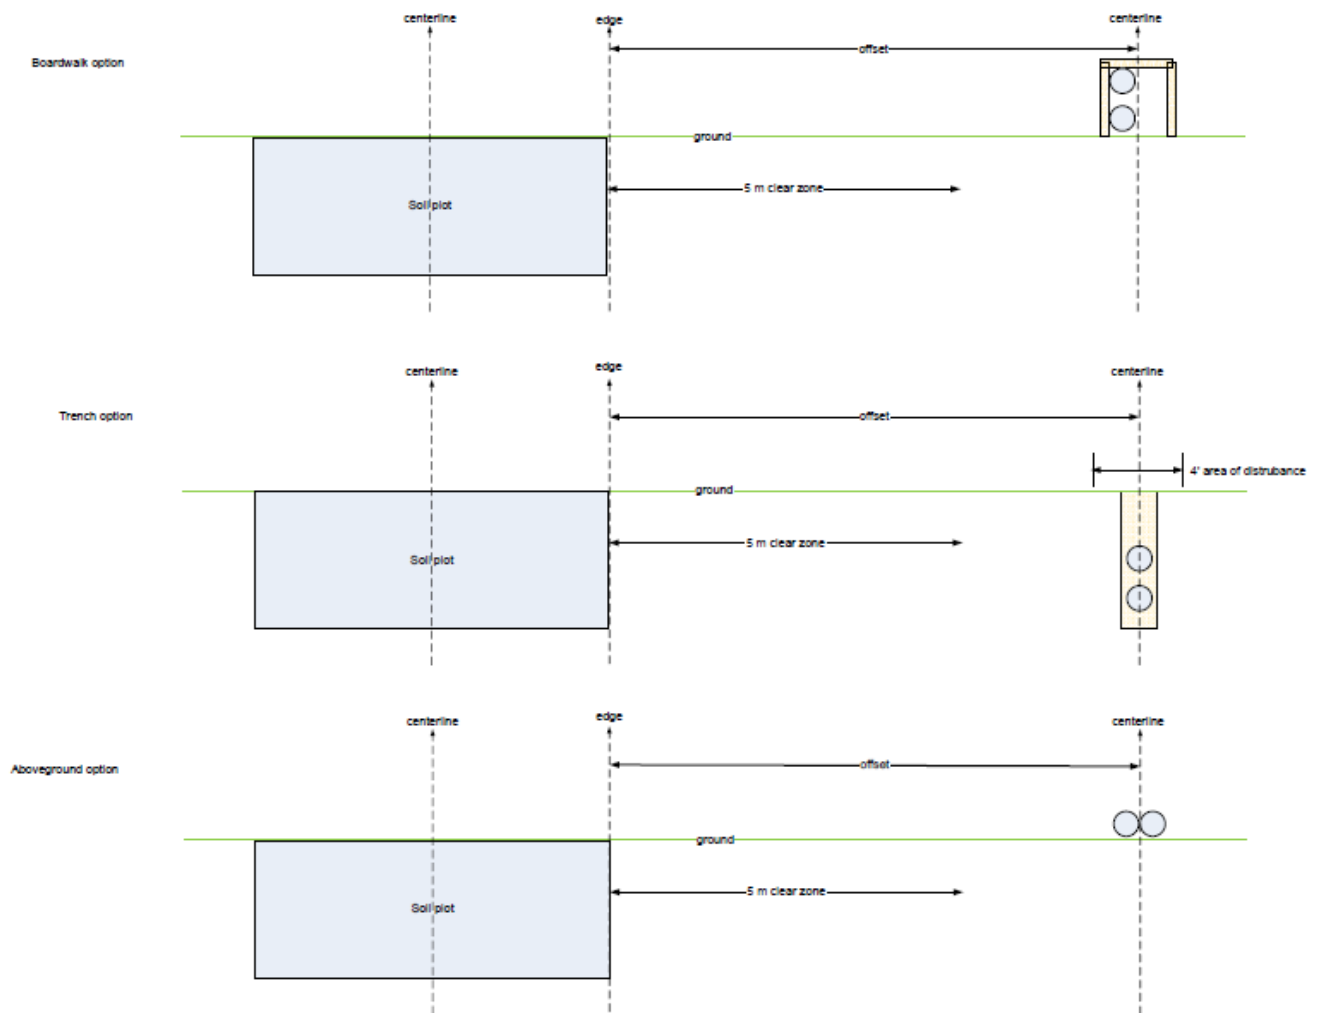 centerline
edge
centerline
offset
Boardwalk option
ground
5 m clear zone
Soil plot
centerline
edge
centerline
Trench option
offset
4' area of distrubance
ground
5 m clear zone
Soil plot
centerline
edge
centerline
Aboveground option
offset
ground
5 m clear zone
Soil plot